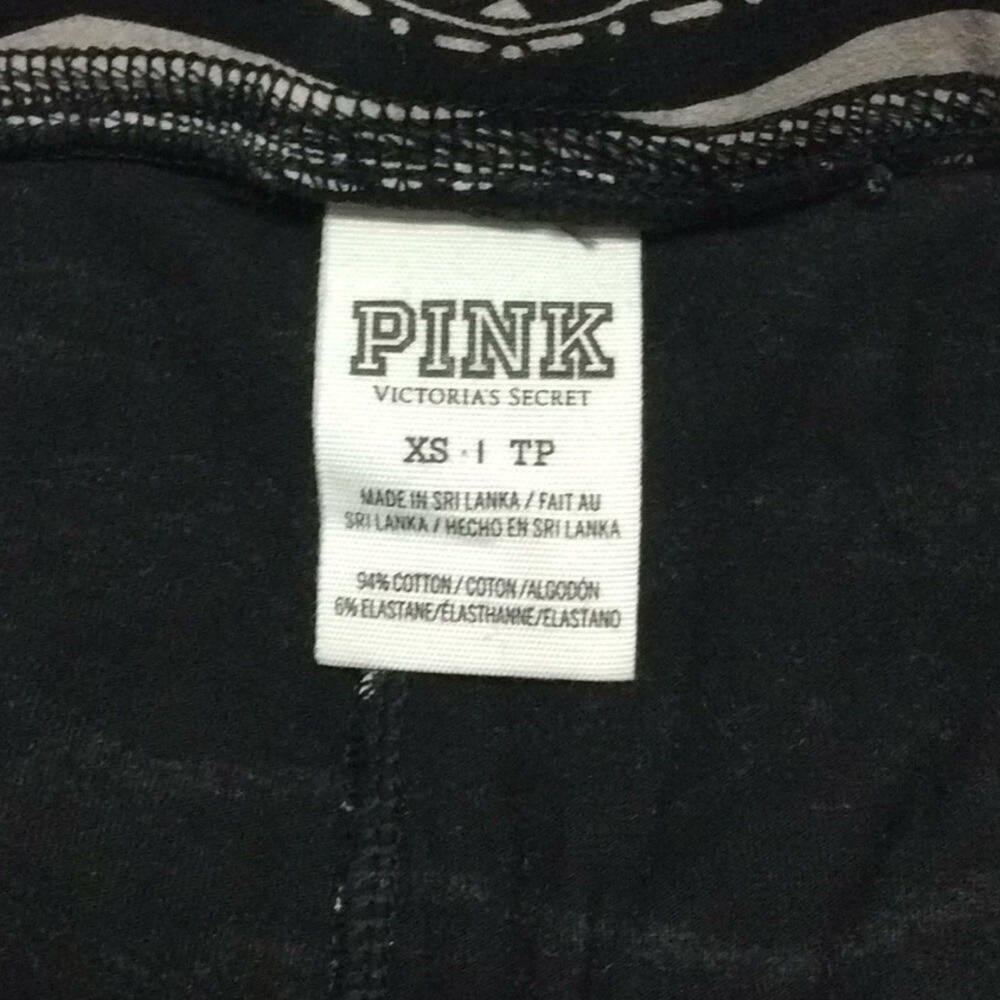 PINK
VICTORIA'S SECRET
XS · | TP
MADE IN SRI LANKA / FAIT AU
SRI LANKA / HECHO EN SRI LANKA
94% COTTON / COTON / ALGODÓN
6% ELASTANE/ÉLASTHANNE/ELASTANO